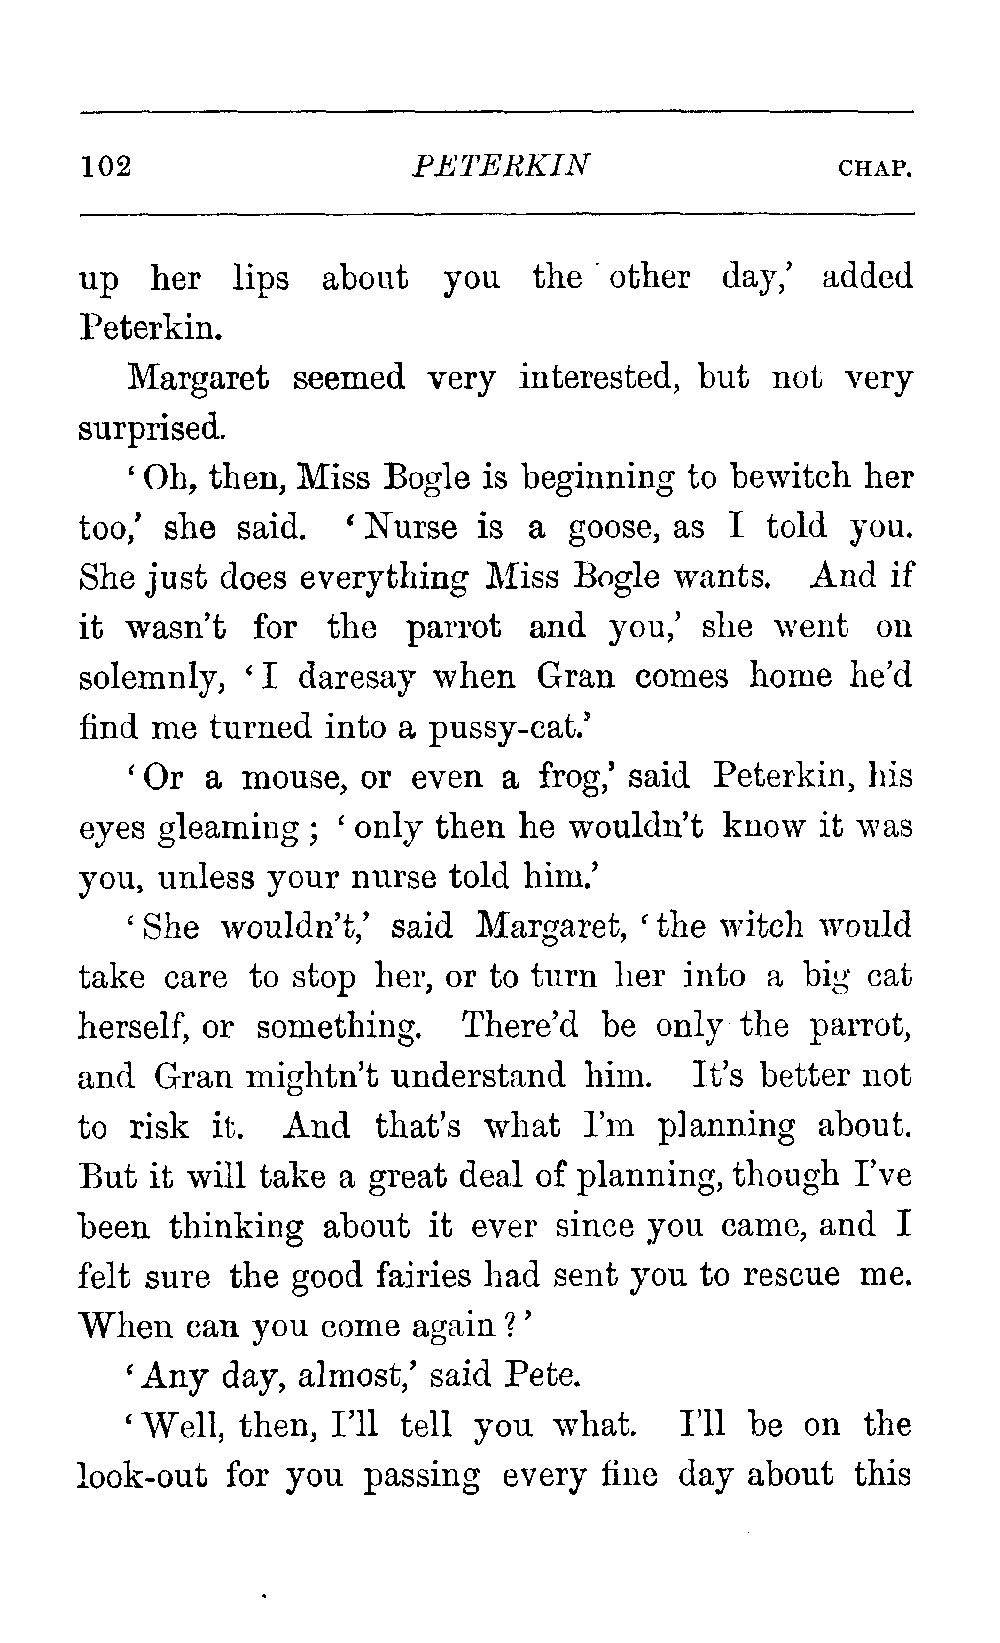 102 PETERKIN CHAP.
up her lips about you the other day,’ added
Peterkin.
Margaret seemed very interested, but not very
surprised.
‘Oh, then, Miss Bogle is beginning to bewitch her
too,’ she said. ‘Nurse is a goose, as I told you.
She just does everything Miss Bogle wants. And if
it wasn’t for the parrot and you,’ she went on
solemnly, ‘I daresay when Gran comes home he’d
find me turned into a pussy-cat.’
‘Or a mouse, or even a frog,’ said Peterkin, his
eyes gleaming; ‘only then he wouldn’t know it was
you, unless your nurse told him.’
‘She wouldn’t,’ said Margaret, ‘the witch would
take care to stop her, or to turn her into a big cat
herself, or something. There’d be only the parrot,
and Gran mightn’t understand him. It’s better not
to risk it. And that’s what I’m planning about.
But it will take a great deal of planning, though I’ve
been thinking about it ever since you came, and I
felt sure the good fairies had sent you to rescue me.
When can you come again?’
‘Any day, almost,’ said Pete.
‘Well, then, I’ll tell you what. I’ll be on the
look-out for you passing every fine day about this